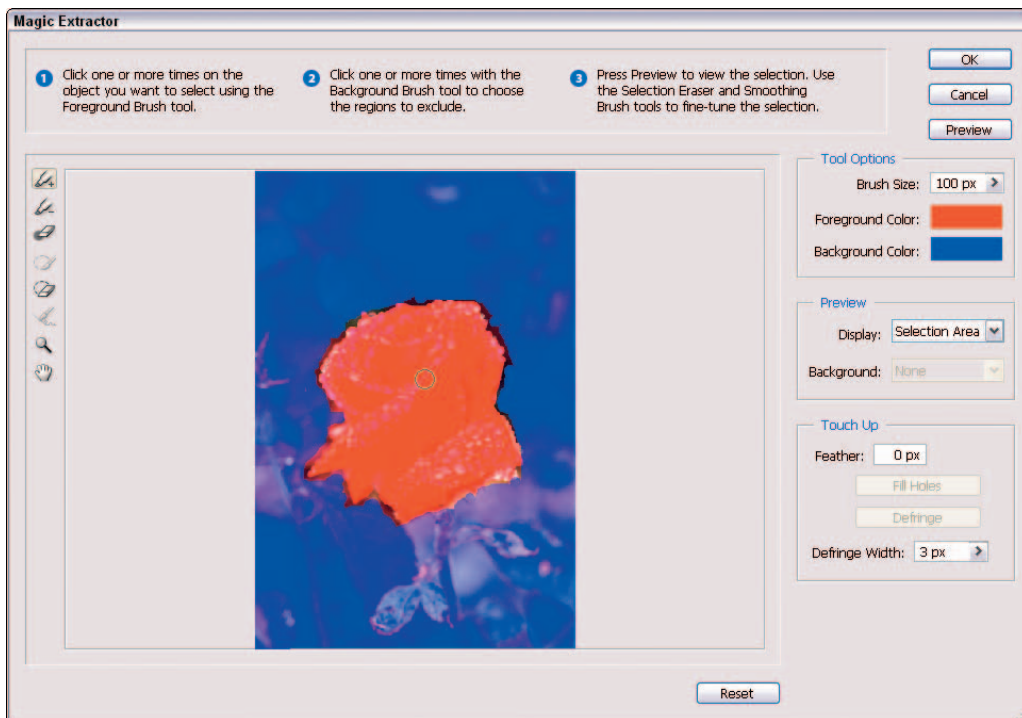 Magic Extractor
1 Click one or more times on the
object you want to select using the
Foreground Brush tool.
2 Click one or more times with the
Background Brush tool to choose
the regions to exclude.
3 Press Preview to view the selection. Use
the Selection Eraser and Smoothing
Brush tools to fine-tune the selection.
OK
Cancel
Preview
Tool Options
Brush Size: 100 px
Foreground Color:
Background Color:
Preview
Display: Selection Area
Background: None
Touch Up
Feather: 0 px
Fill Holes
Defringe
Defringe Width: 3 px
Reset